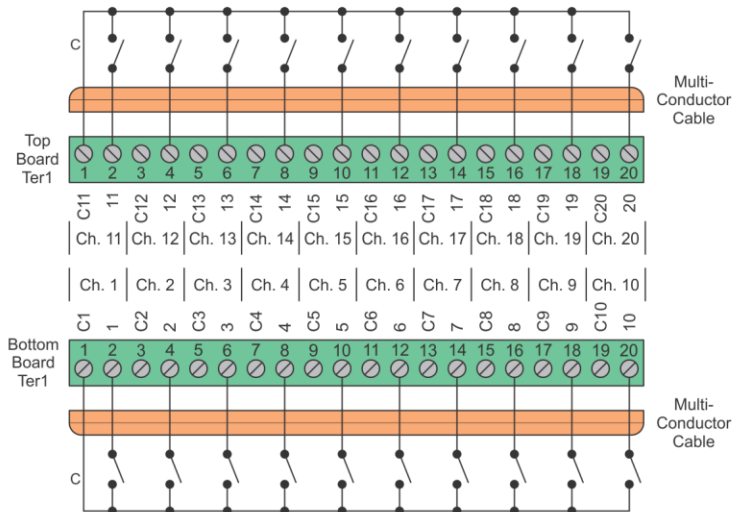 C
Multi-
Conductor
Cable
Top
Board
Ter1
1 2 3 4 5 6 7 8 9 10 11 12 13 14 15 16 17 18 19 20
C11 11 C12 12 C13 13 C14 14 C15 15 C16 16 C17 17 C18 18 C19 19 C20 20
Ch. 11 Ch. 12 Ch. 13 Ch. 14 Ch. 15 Ch. 16 Ch. 17 Ch. 18 Ch. 19 Ch. 20
Ch. 1 Ch. 2 Ch. 3 Ch. 4 Ch. 5 Ch. 6 Ch. 7 Ch. 8 Ch. 9 Ch. 10
C1 1 C2 2 C3 3 C4 4 C5 5 C6 6 C7 7 C8 8 C9 9 C10 10
Bottom
Board
Ter1
1 2 3 4 5 6 7 8 9 10 11 12 13 14 15 16 17 18 19 20
Multi-
Conductor
Cable
C